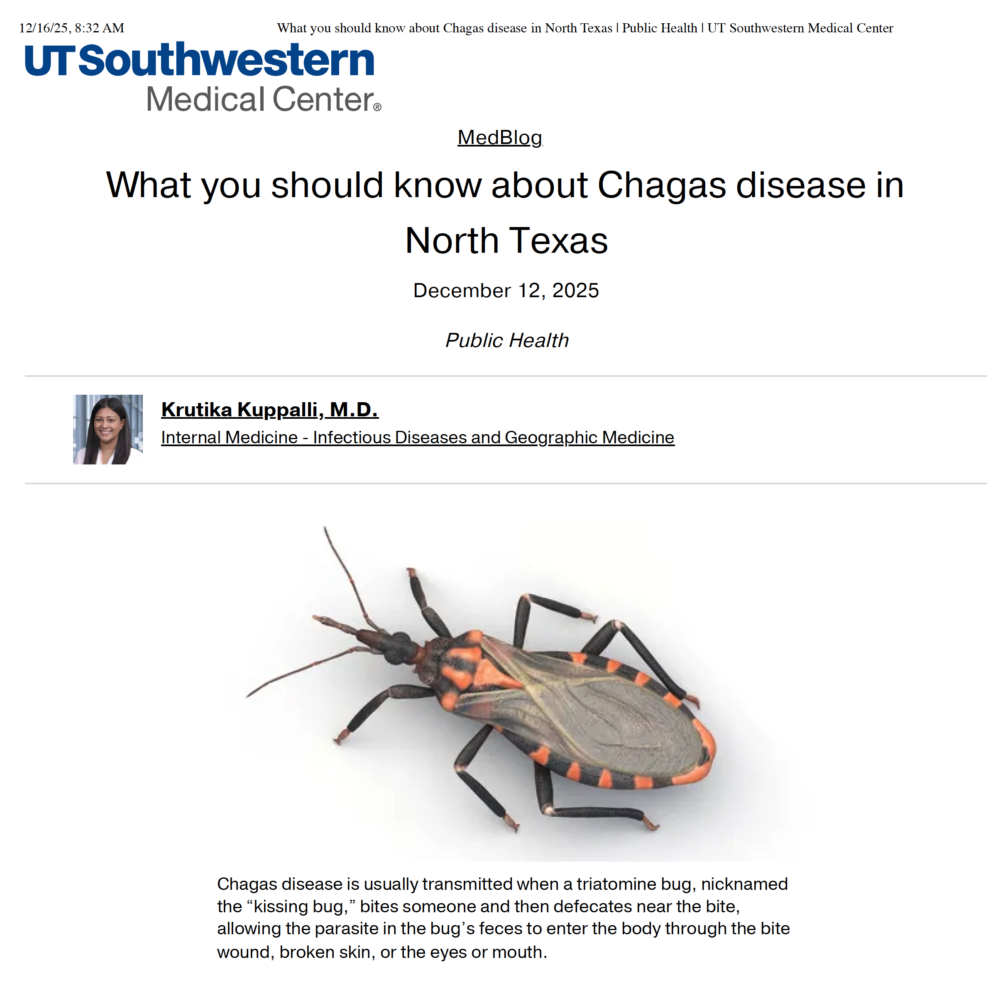 12/16/25, 8:32 AM
What you should know about Chagas disease in North Texas | Public Health | UT Southwestern Medical Center
UTSouthwestern
Medical Center®
MedBlog
What you should know about Chagas disease in
North Texas
December 12, 2025
Public Health
Krutika Kuppalli, M.D.
Internal Medicine - Infectious Diseases and Geographic Medicine
Chagas disease is usually transmitted when a triatomine bug, nicknamed
the “kissing bug,” bites someone and then defecates near the bite,
allowing the parasite in the bug’s feces to enter the body through the bite
wound, broken skin, or the eyes or mouth.